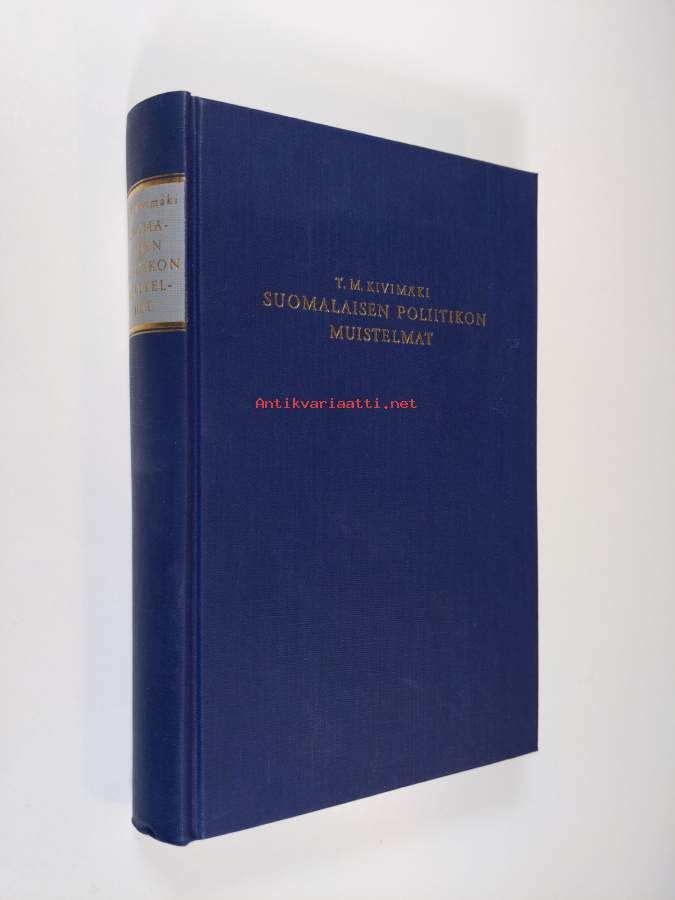 T. M. KIVIMÄKI
SUOMALAISEN POLIITIKON
MUISTELMAT
Antikvariaatti.net